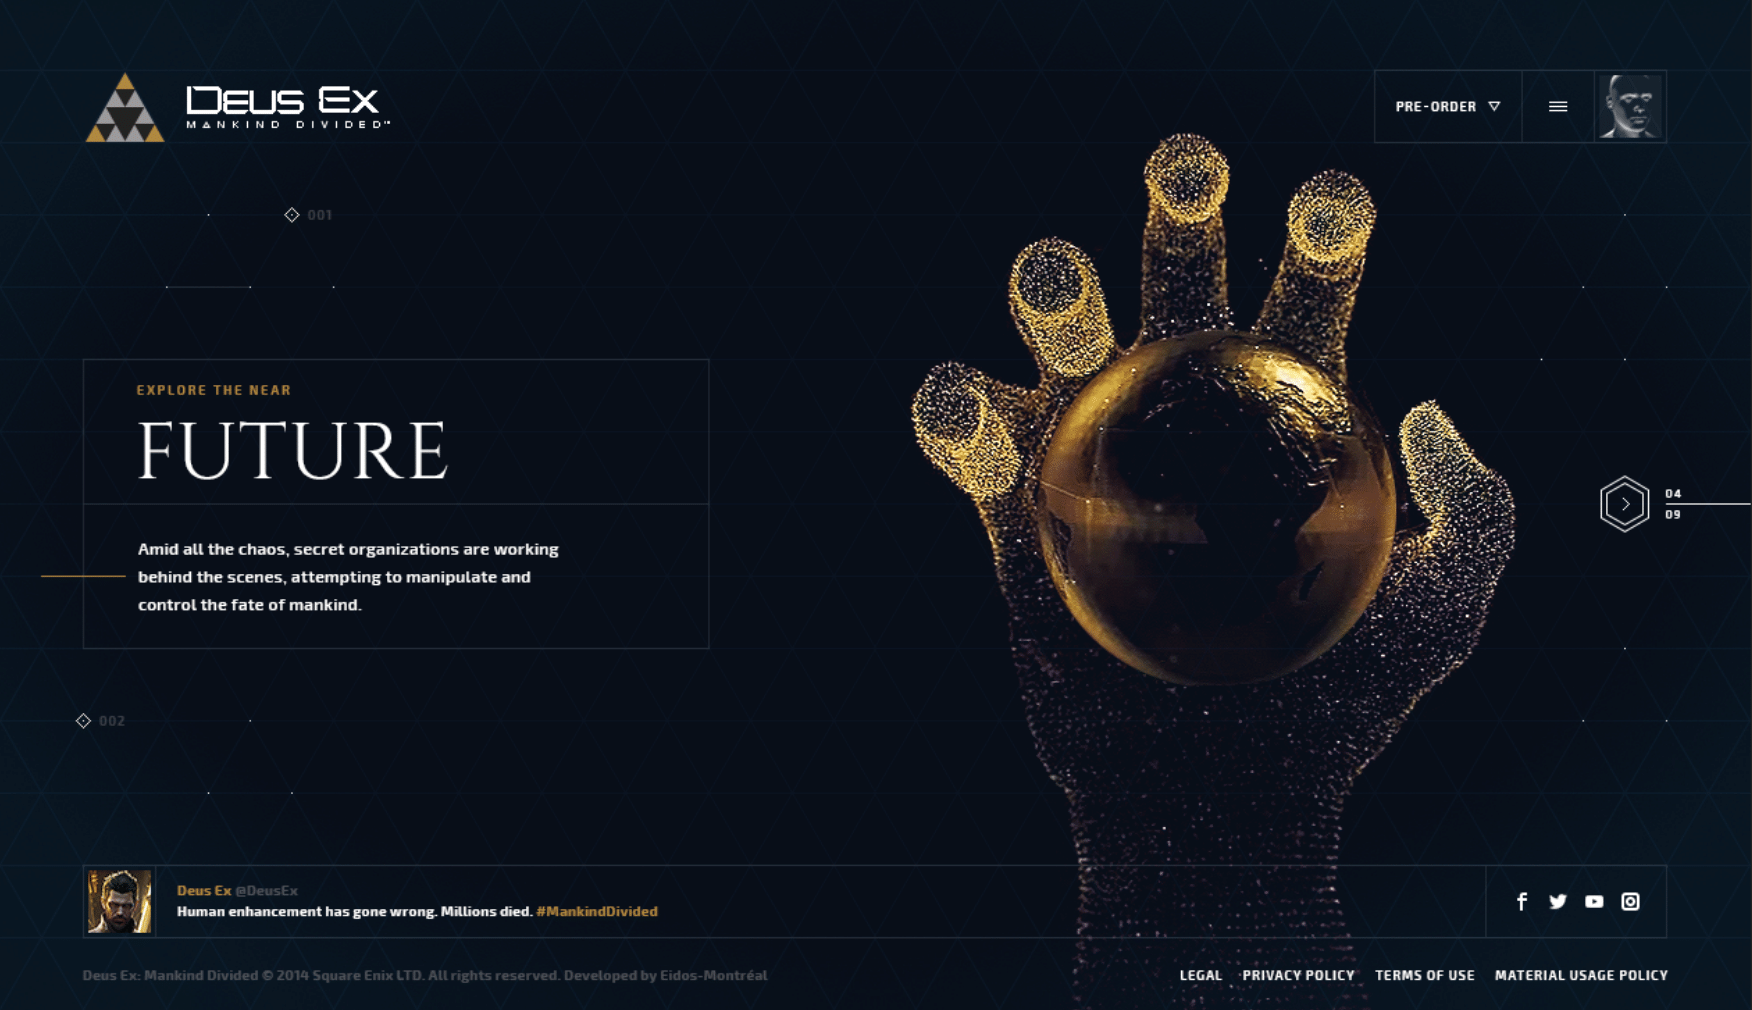 Deus Ex
MANKIND DIVIDED™
PRE-ORDER
001
EXPLORE THE NEAR
FUTURE
04
09
Amid all the chaos, secret organizations are working
behind the scenes, attempting to manipulate and
control the fate of mankind.
002
Deus Ex @DeusEx
Human enhancement has gone wrong. Millions died. #MankindDivided
Deus Ex: Mankind Divided © 2014 Square Enix LTD. All rights reserved. Developed by Eidos-Montréal
LEGAL PRIVACY POLICY TERMS OF USE MATERIAL USAGE POLICY